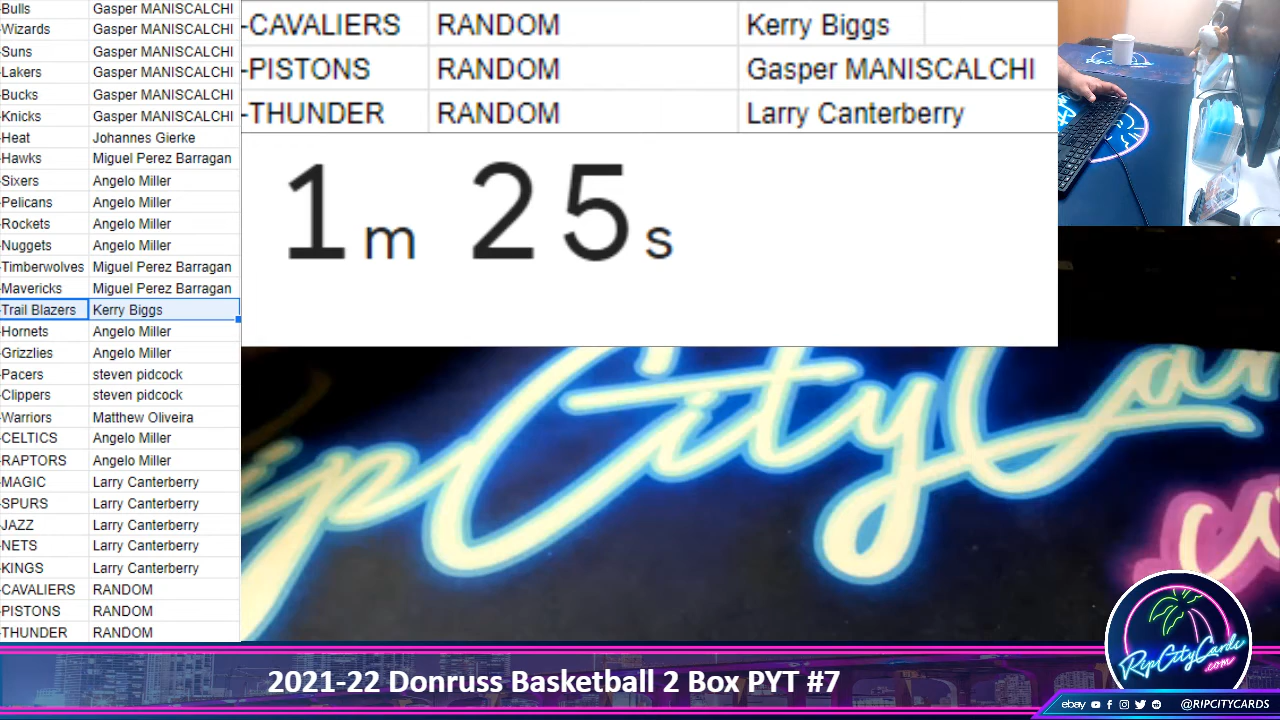 -Bulls Gasper MANISCALCHI
-Wizards Gasper MANISCALCHI
-Suns Gasper MANISCALCHI
-Lakers Gasper MANISCALCHI
-Bucks Gasper MANISCALCHI
-Knicks Gasper MANISCALCHI
-Heat Johannes Gierke
-Hawks Miguel Perez Barragan
-Sixers Angelo Miller
-Pelicans Angelo Miller
-Rockets Angelo Miller
-Nuggets Angelo Miller
-Timberwolves Miguel Perez Barragan
-Mavericks Miguel Perez Barragan
-Trail Blazers Kerry Biggs
-Hornets Angelo Miller
-Grizzlies Angelo Miller
-Pacers steven pidcock
-Clippers steven pidcock
-Warriors Matthew Oliveira
-CELTICS Angelo Miller
-RAPTORS Angelo Miller
-MAGIC Larry Canterberry
-SPURS Larry Canterberry
-JAZZ Larry Canterberry
-NETS Larry Canterberry
-KINGS Larry Canterberry
-CAVALIERS RANDOM
-PISTONS RANDOM
-THUNDER RANDOM
-CAVALIERS RANDOM Kerry Biggs
-PISTONS RANDOM Gasper MANISCALCHI
-THUNDER RANDOM Larry Canterberry
1m 25s
ipCityCar
RipCityCards
.com
2021-22 Donruss Basketball 2 Box PYT #7
ebay @RIPCITYCARDS